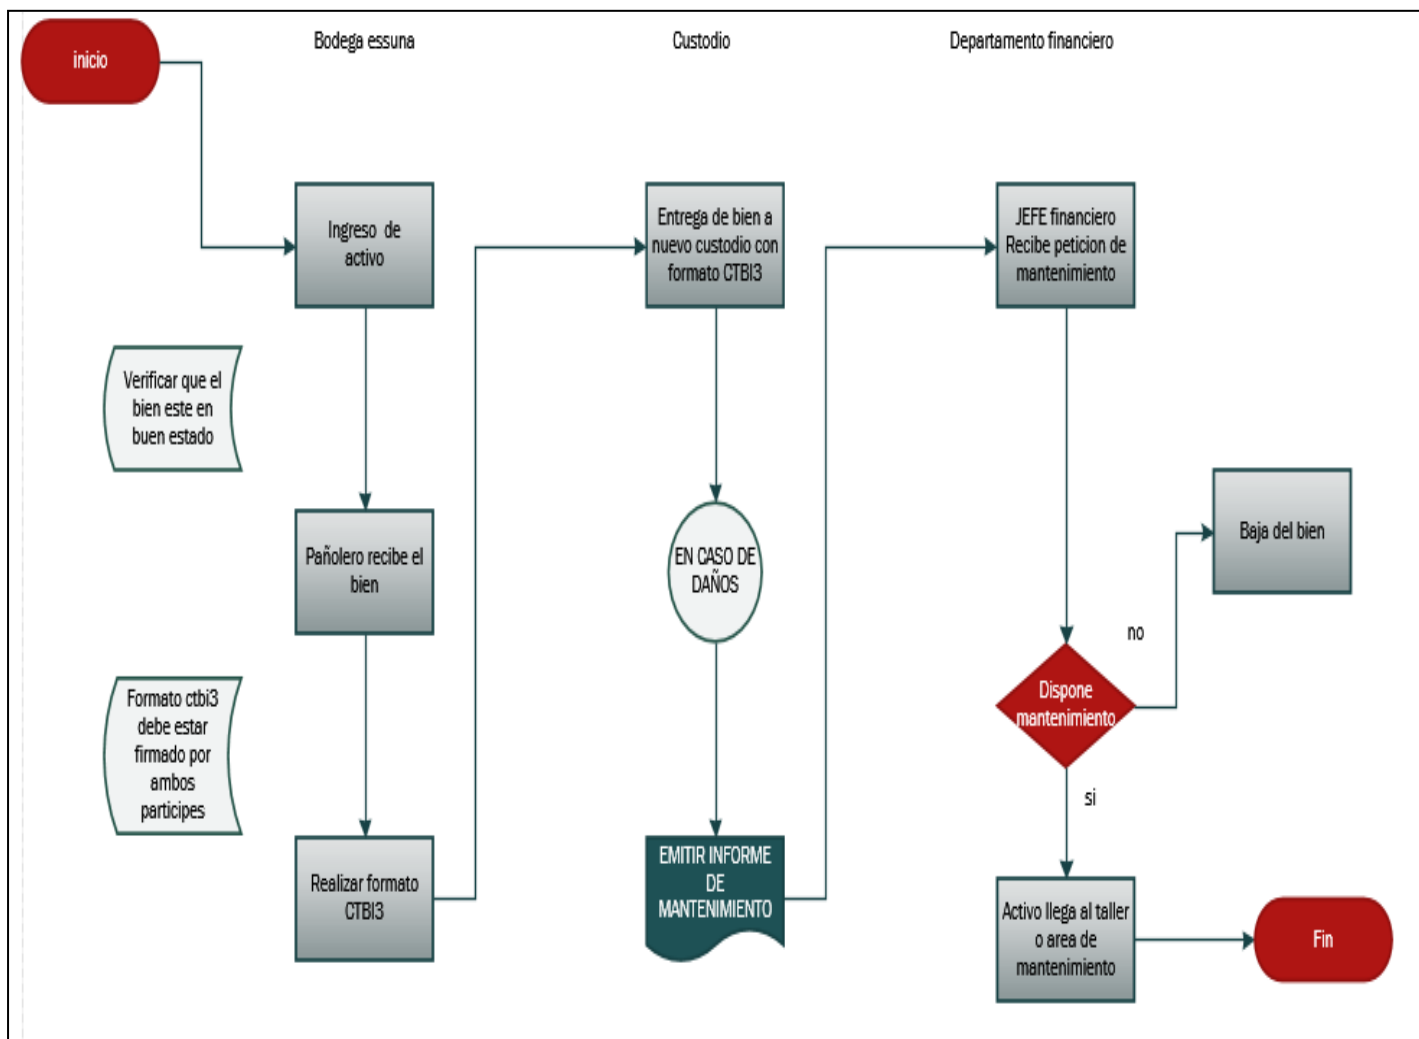 inicio
Bodega essuna
Custodio
Departamento financiero
Ingreso de
activo
Entrega de bien a
nuevo custodio con
formato CTBI3
JEFE financiero
Recibe peticion de
mantenimiento
Verificar que el
bien este en
buen estado
Pañolero recibe el
bien
EN CASO DE
DAÑOS
Baja del bien
no
Dispone
mantenimiento
si
Formato ctbi3
debe estar
firmado por
ambos
participes
Realizar formato
CTBI3
EMITIR INFORME
DE
MANTENIMIENTO
Activo llega al taller
o area de
mantenimiento
Fin